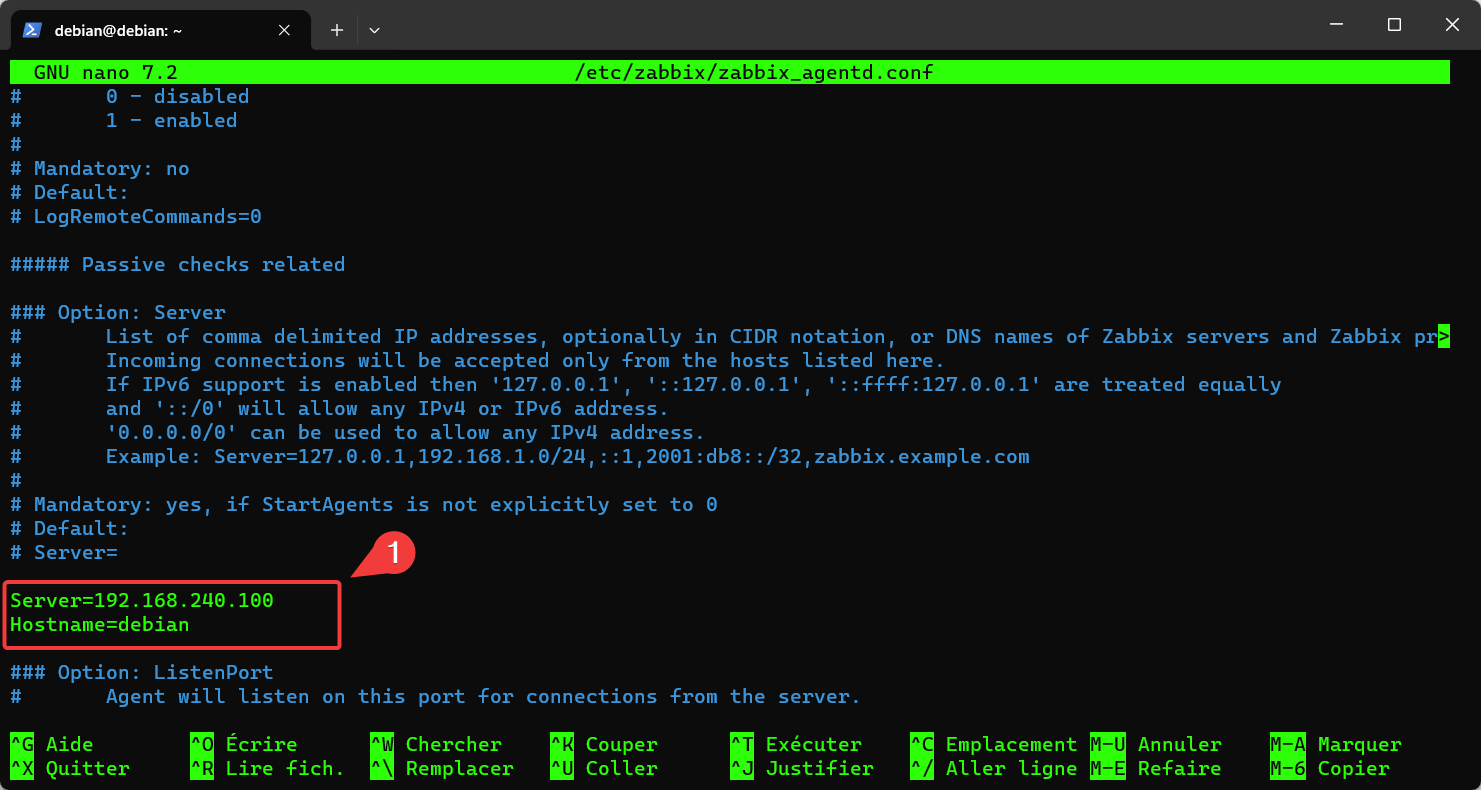 debian@debian: ~
GNU nano 7.2 /etc/zabbix/zabbix_agentd.conf
#       0 - disabled
#       1 - enabled
#
# Mandatory: no
# Default:
# LogRemoteCommands=0
##### Passive checks related
### Option: Server
#       List of comma delimited IP addresses, optionally in CIDR notation, or DNS names of Zabbix servers and Zabbix pr>
#       Incoming connections will be accepted only from the hosts listed here.
#       If IPv6 support is enabled then '127.0.0.1', '::127.0.0.1', '::ffff:127.0.0.1' are treated equally
#       and '::/0' will allow any IPv4 or IPv6 address.
#       '0.0.0.0/0' can be used to allow any IPv4 address.
#       Example: Server=127.0.0.1,192.168.1.0/24,::1,2001:db8::/32,zabbix.example.com
#
# Mandatory: yes, if StartAgents is not explicitly set to 0
# Default:
# Server=
1
Server=192.168.240.100
Hostname=debian
### Option: ListenPort
#       Agent will listen on this port for connections from the server.
^G Aide ^O Écrire ^W Chercher ^K Couper ^T Exécuter ^C Emplacement M-U Annuler M-A Marquer
^X Quitter ^R Lire fich. ^\ Remplacer ^U Coller ^J Justifier ^/ Aller ligne M-E Refaire M-6 Copier